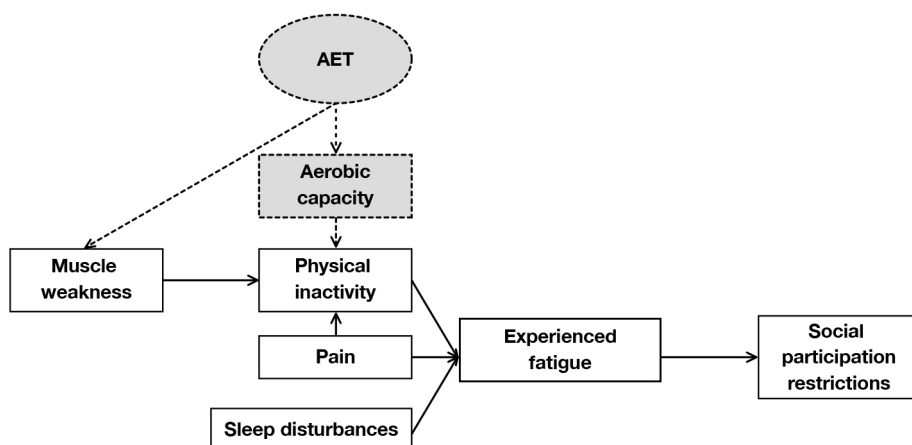 AET
Aerobic
capacity
Muscle
weakness
Physical
inactivity
Pain
Sleep disturbances
Experienced
fatigue
Social
participation
restrictions